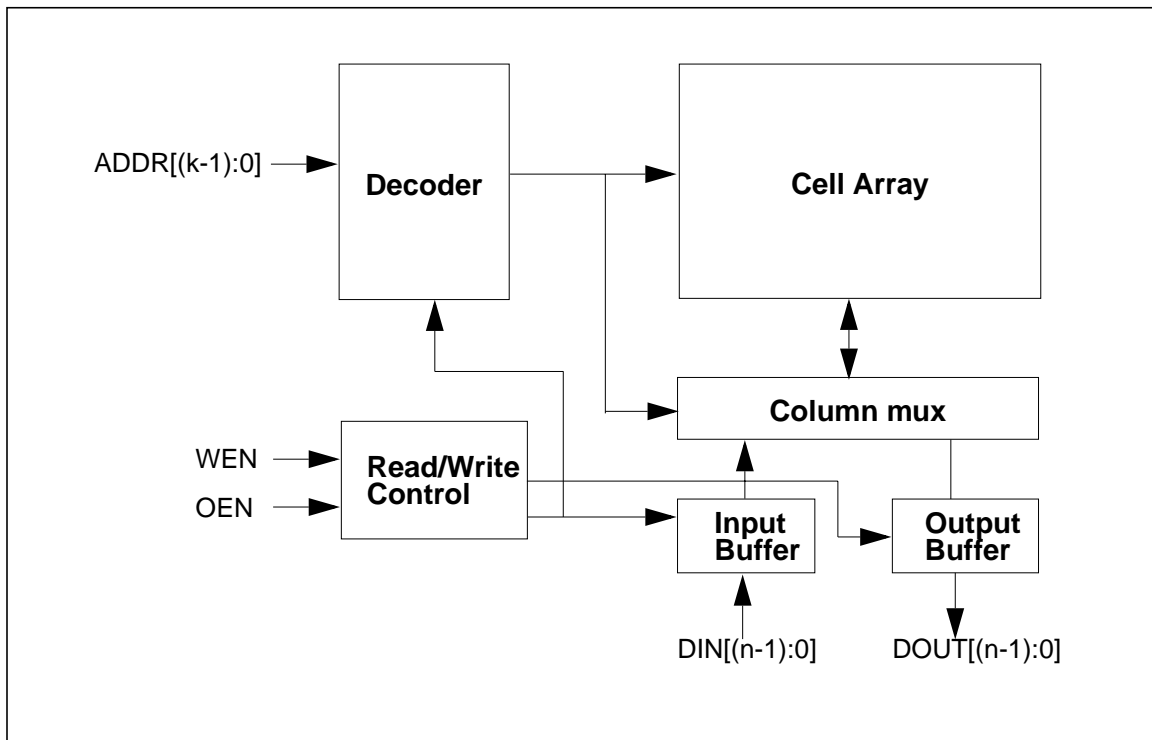 ADDR[(k-1):0]
Decoder
Cell Array
Column mux
WEN
OEN
Read/Write
Control
Input
Buffer
Output
Buffer
DIN[(n-1):0]
DOUT[(n-1):0]